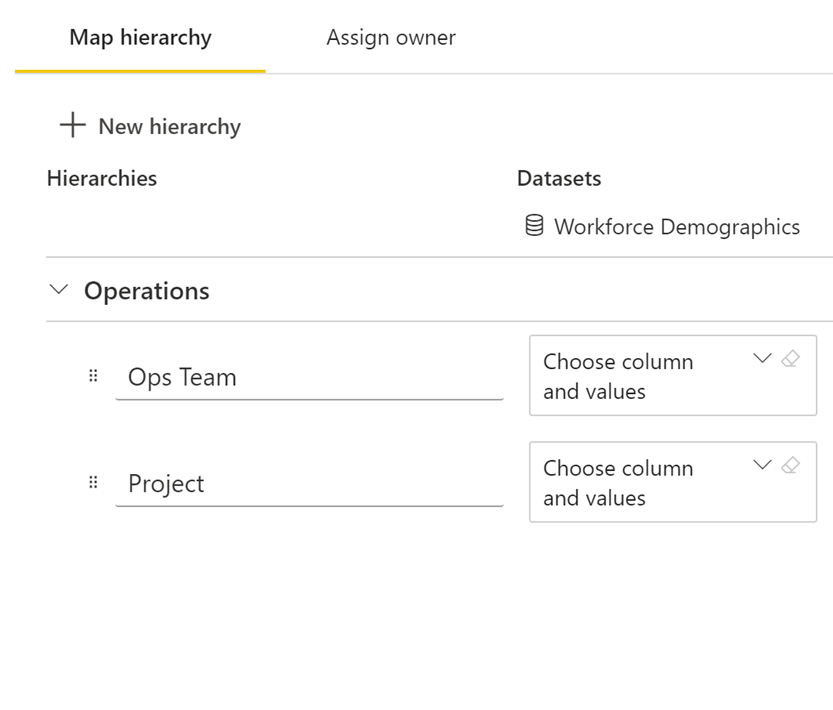 Map hierarchy Assign owner
New hierarchy
Hierarchies Datasets
Workforce Demographics
Operations
Ops Team
Choose column
and values
Project
Choose column
and values